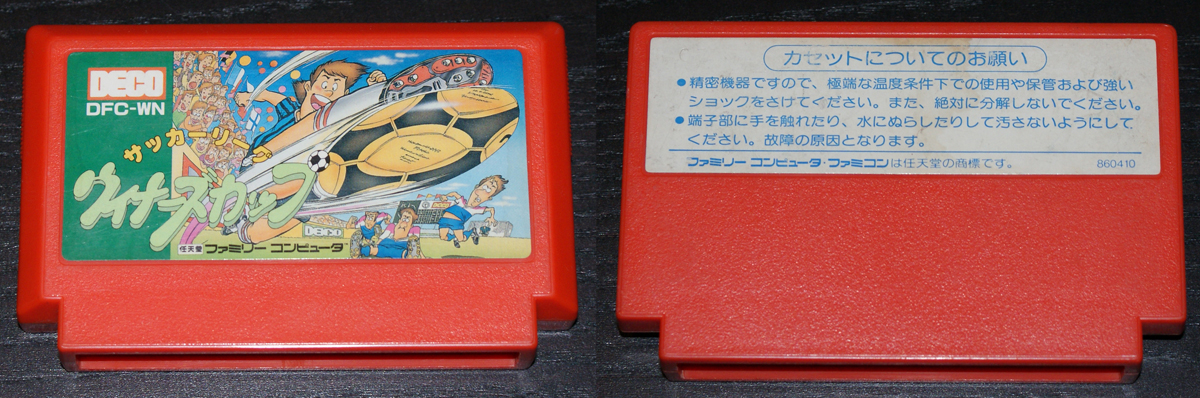 DECO
DFC-WN
サッカーリーグ
ウイナーズカップ
DECO
任天堂 ファミリー コンピュータ
カセットについてのお願い
●精密機器ですので、極端な温度条件下での使用や保管および強い
ショックをさけてください。また、絶対に分解しないでください。
●端子部に手を触れたり、水にぬらしたりして汚さないようにして
ください。故障の原因となります。
ファミリー コンピュータ・ファミコンは任天堂の商標です。
860410